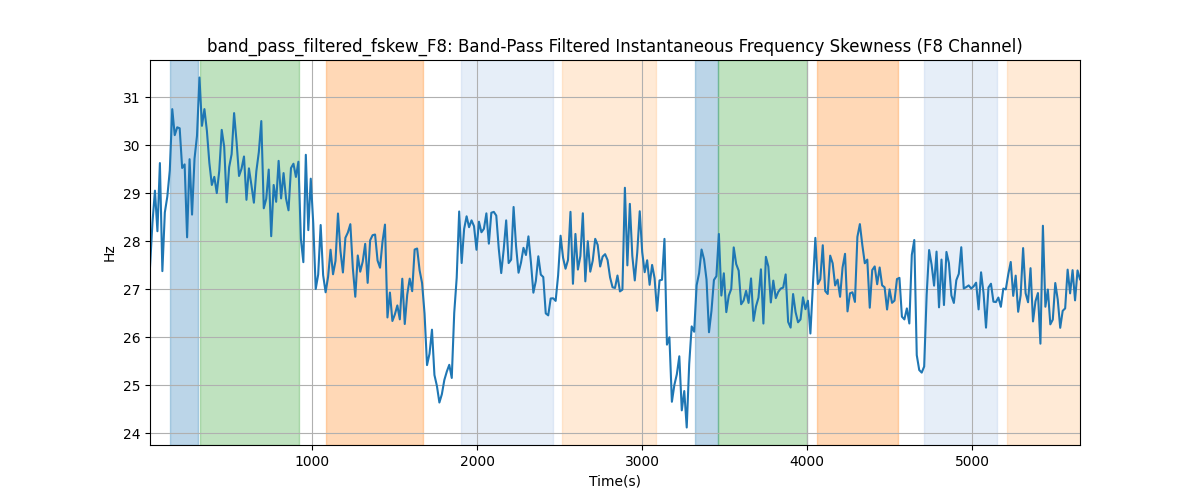 band_pass_filtered_fskew_F8: Band-Pass Filtered Instantaneous Frequency Skewness (F8 Channel)
Hz
31
30
29
28
27
26
25
24
1000 2000 3000 4000 5000
Time(s)